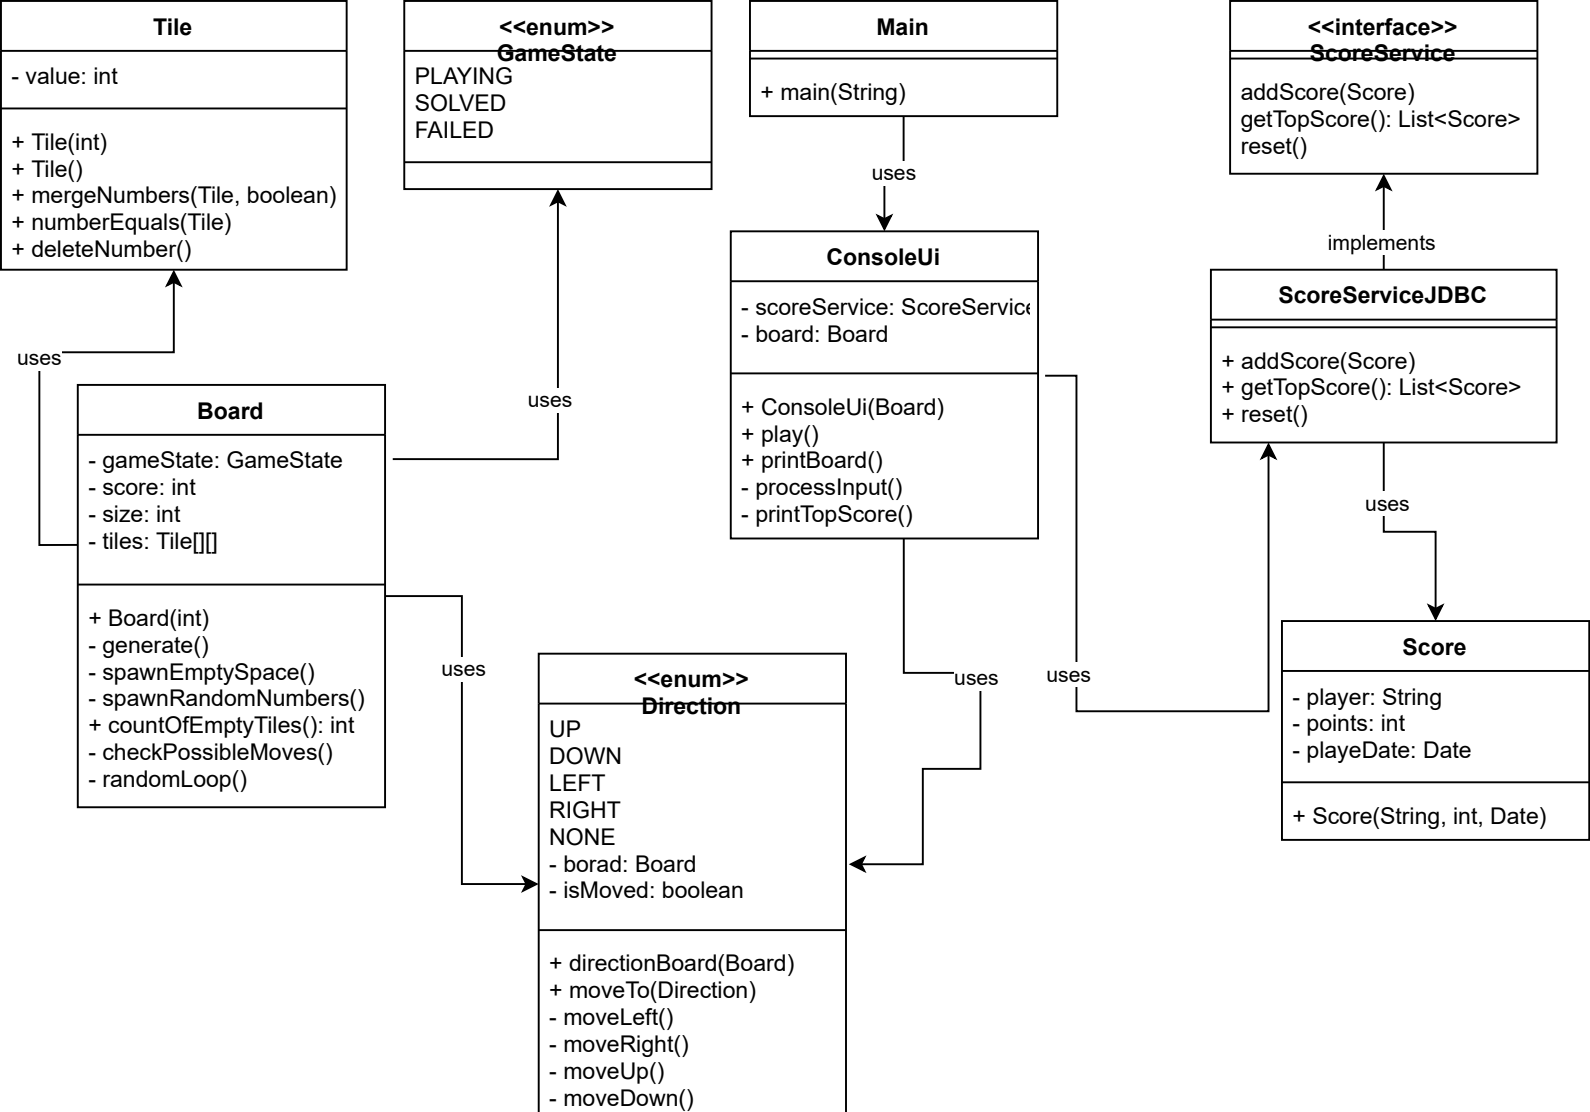 Tile
- value: int
+ Tile(int)
+ Tile()
+ mergeNumbers(Tile, boolean)
+ numberEquals(Tile)
+ deleteNumber()
<<enum>>
GameState
PLAYING
SOLVED
FAILED
Main
+ main(String)
<<interface>>
ScoreService
addScore(Score)
getTopScore(): List<Score>
reset()
uses
implements
ConsoleUi
- scoreService: ScoreService
- board: Board
+ ConsoleUi(Board)
+ play()
+ printBoard()
- processInput()
- printTopScore()
ScoreServiceJDBC
+ addScore(Score)
+ getTopScore(): List<Score>
+ reset()
uses
uses
Board
- gameState: GameState
- score: int
- size: int
- tiles: Tile[][]
+ Board(int)
- generate()
- spawnEmptySpace()
- spawnRandomNumbers()
+ countOfEmptyTiles(): int
- checkPossibleMoves()
- randomLoop()
uses
uses
uses
uses
<<enum>>
Direction
UP
DOWN
LEFT
RIGHT
NONE
- borad: Board
- isMoved: boolean
+ directionBoard(Board)
+ moveTo(Direction)
- moveLeft()
- moveRight()
- moveUp()
- moveDown()
Score
- player: String
- points: int
- playeDate: Date
+ Score(String, int, Date)